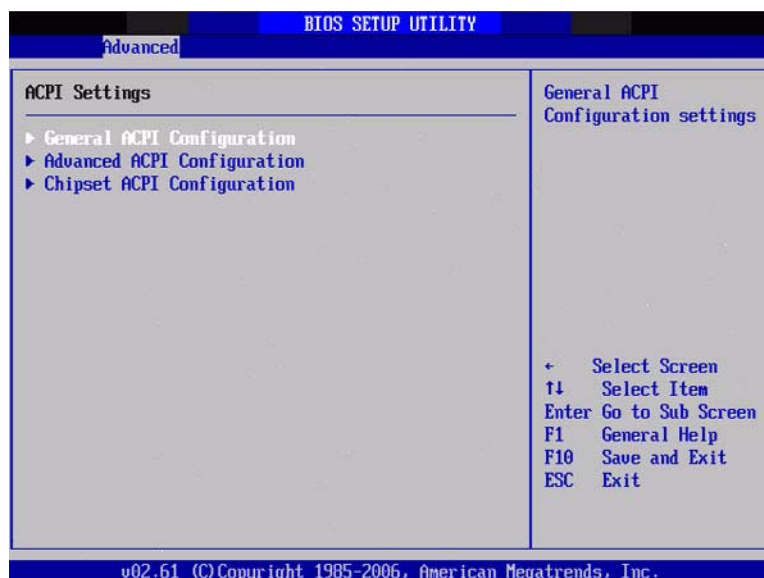 BIOS SETUP UTILITY
Advanced
ACPI Settings
▶ General ACPI Configuration
▶ Advanced ACPI Configuration
▶ Chipset ACPI Configuration
General ACPI
Configuration settings
← Select Screen
↑↓ Select Item
Enter Go to Sub Screen
F1 General Help
F10 Save and Exit
ESC Exit
v02.61 (C)Copyright 1985-2006, American Megatrends, Inc.